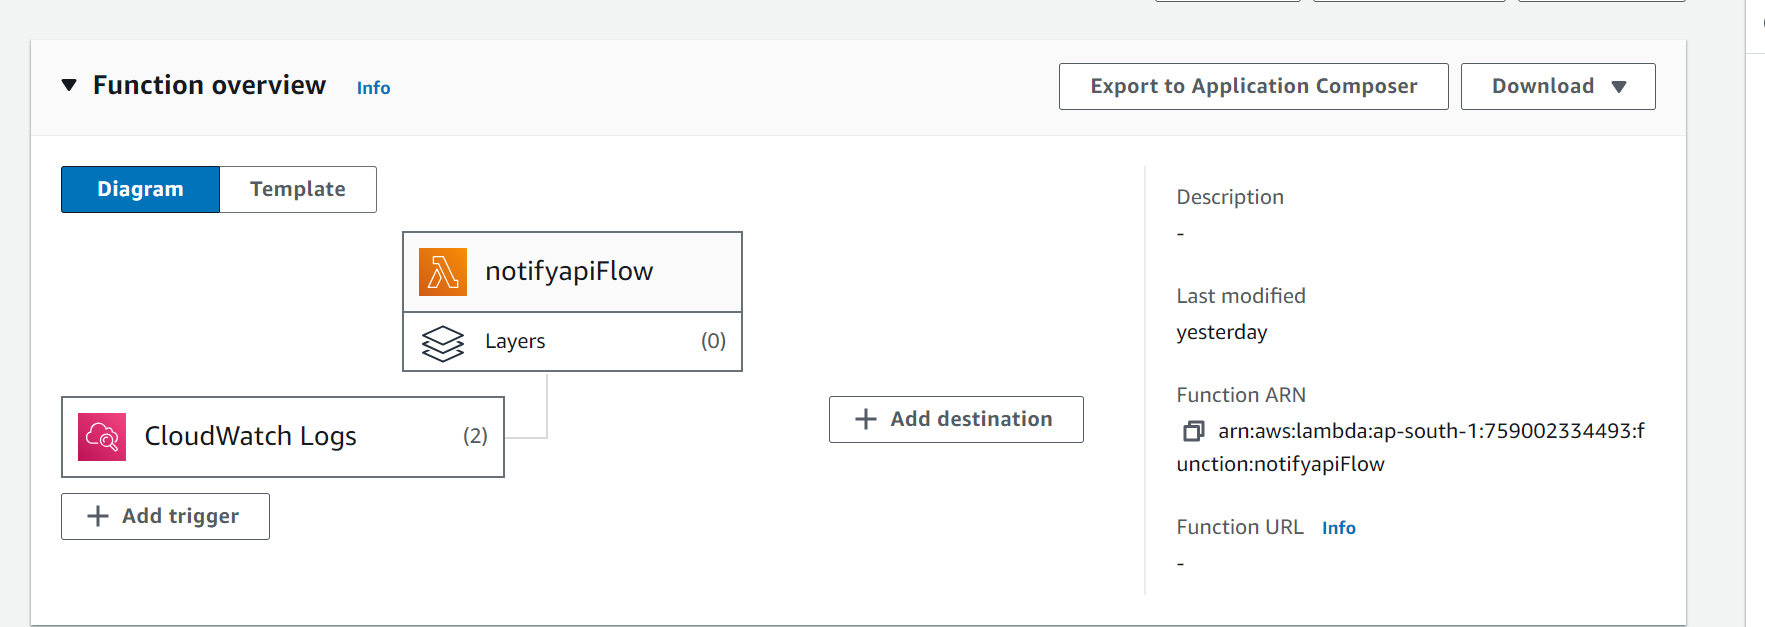 Function overview Info
Export to Application Composer
Download
Diagram
Template
notifyapiFlow
Layers (0)
CloudWatch Logs (2)
Add trigger
Add destination
Description
-
Last modified
yesterday
Function ARN
arn:aws:lambda:ap-south-1:759002334493:f
unction:notifyapiFlow
Function URL Info
-